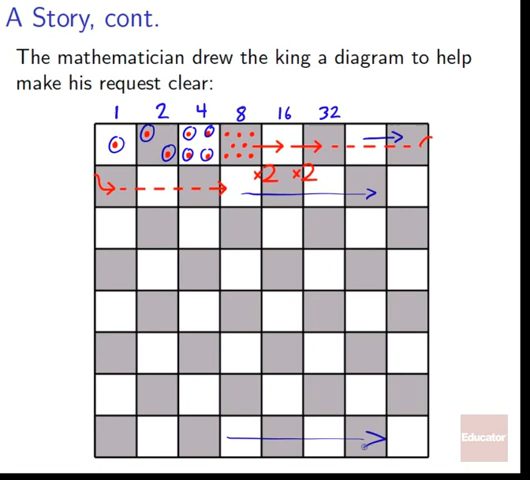 A Story, cont.
The mathematician drew the king a diagram to help
make his request clear:
1 2 4 8 16 32
×2 ×2
Educator